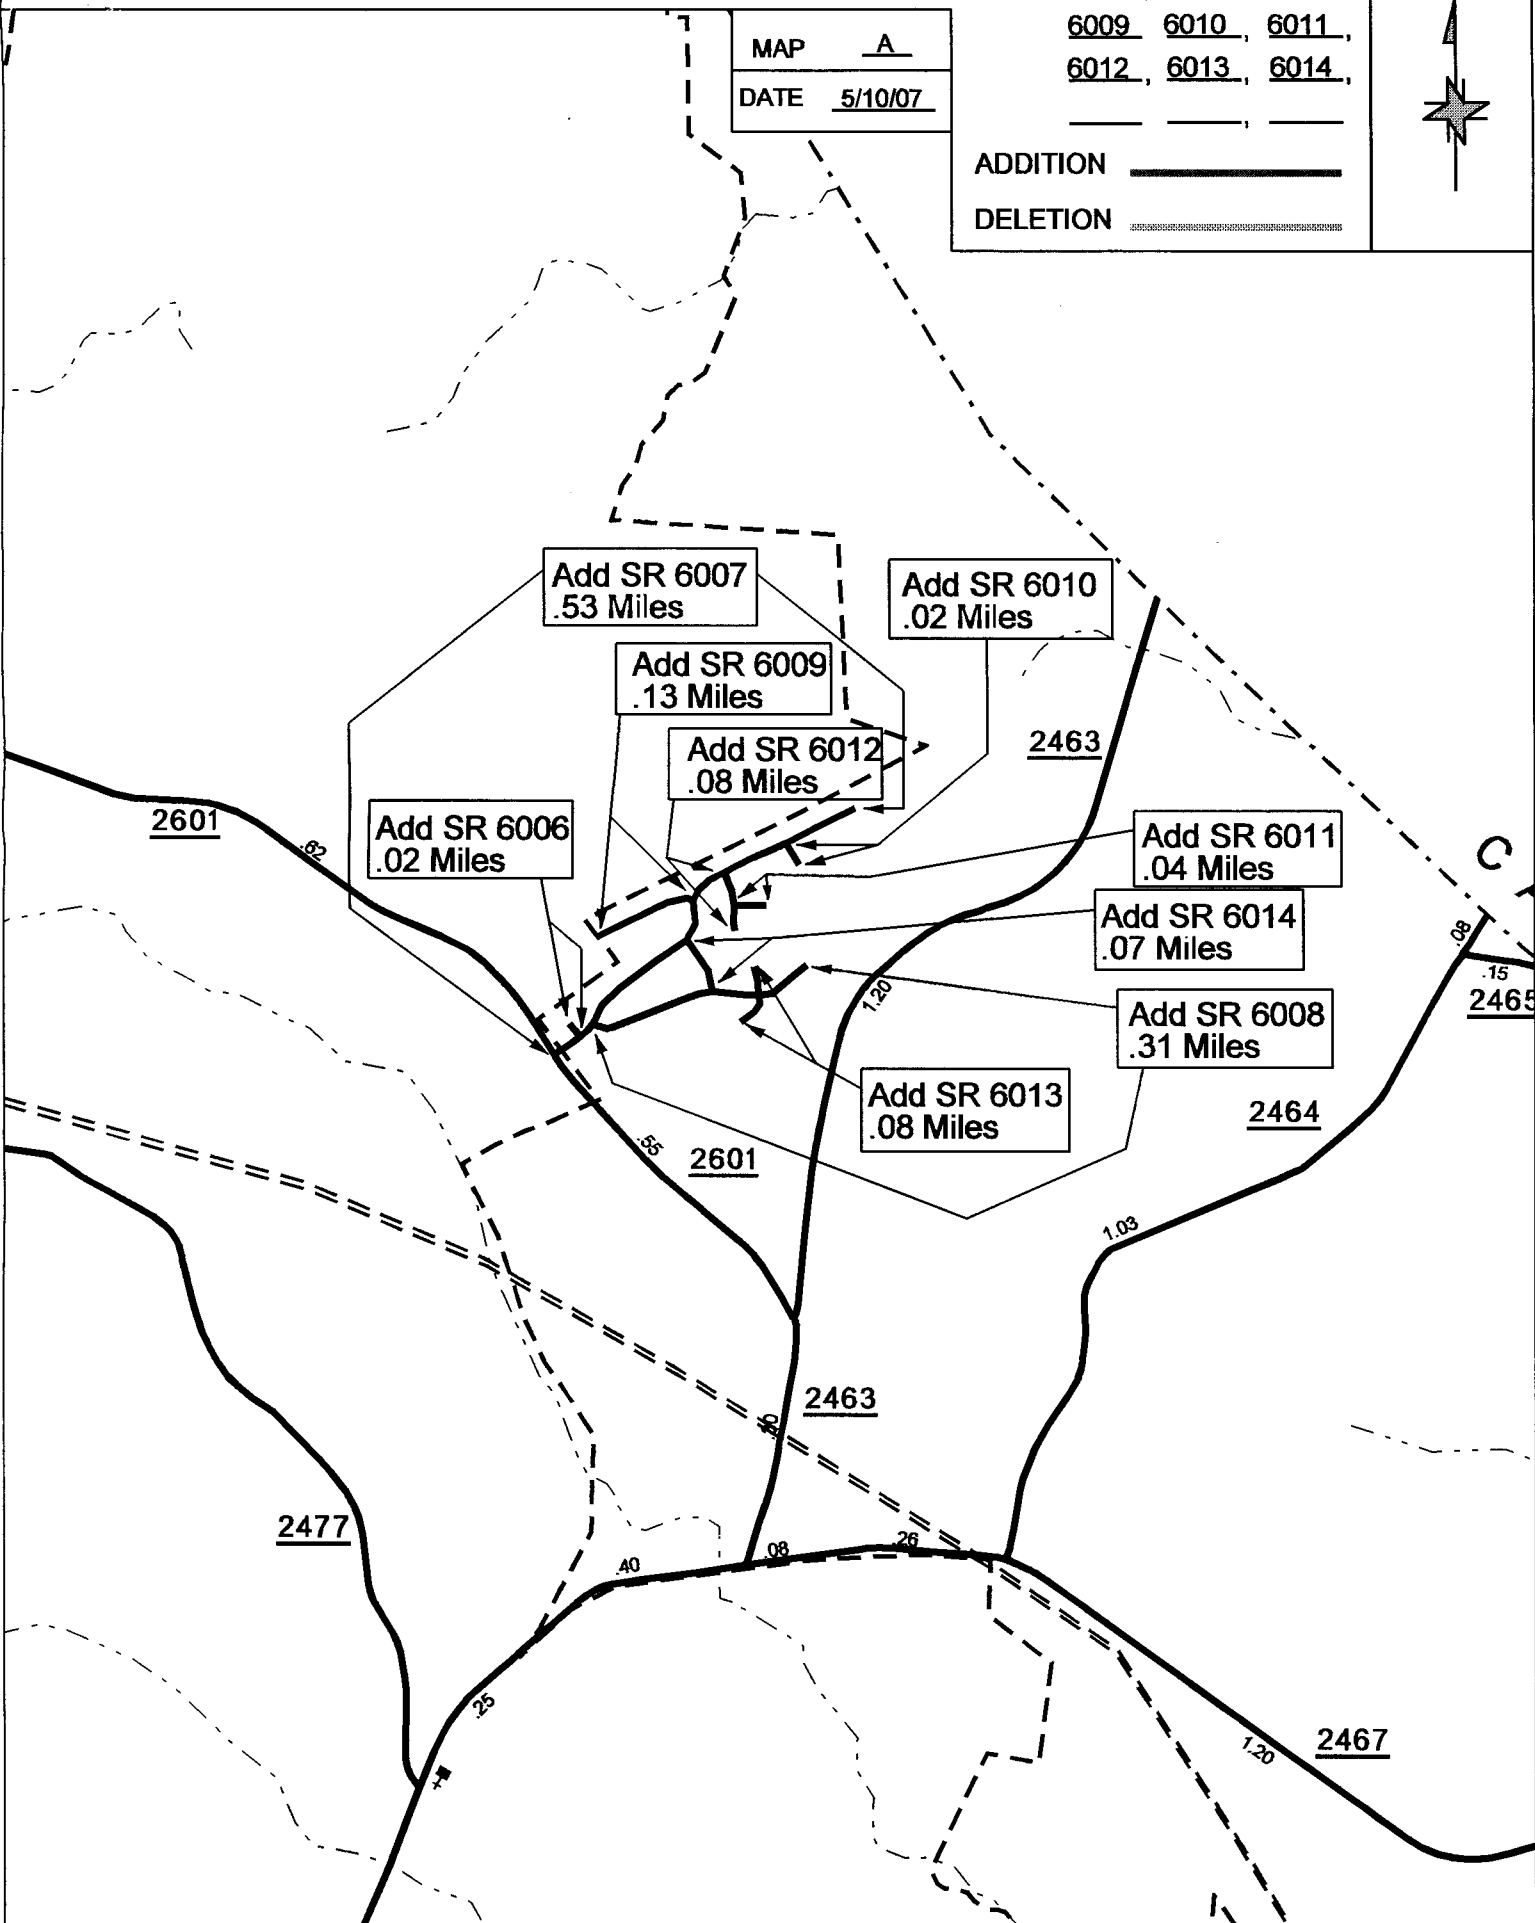 6009 6010, 6011,
MAP A
6012, 6013, 6014,
DATE 5/10/07
ADDITION
DELETION
Add SR 6007
.53 Miles
Add SR 6010
.02 Miles
Add SR 6009
.13 Miles
Add SR 6012
.08 Miles
2463
2601
.62
Add SR 6006
.02 Miles
Add SR 6011
.04 Miles
C
Add SR 6014
.07 Miles
.08
.15
2465
1.20
Add SR 6008
.31 Miles
Add SR 6013
.08 Miles
2464
.55
2601
1.03
2463
2477
.40
.08
.26
.25
1.20
2467